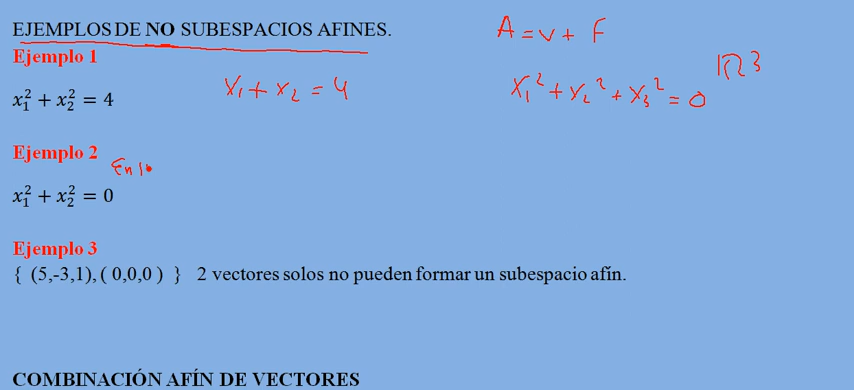 EJEMPLOS DE NO SUBESPACIOS AFINES.
A = v + F
Ejemplo 1
x₁ + x₂ = 4
x₁² + x₂² + x₃² = 0 ℝ3
x₁² + x₂² = 4
Ejemplo 2
En
x₁² + x₂² = 0
Ejemplo 3
{ (5,-3,1), ( 0,0,0 ) } 2 vectores solos no pueden formar un subespacio afín.
COMBINACIÓN AFÍN DE VECTORES